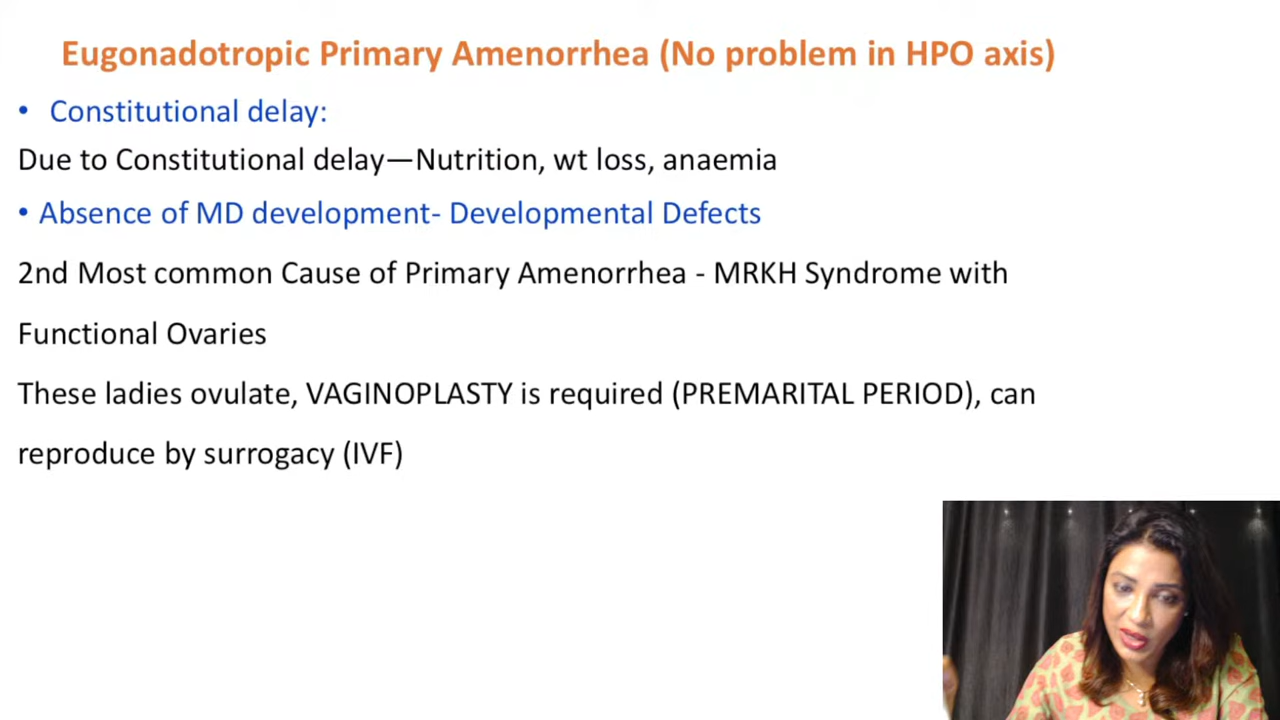 Eugonadotropic Primary Amenorrhea (No problem in HPO axis)
• Constitutional delay:
Due to Constitutional delay—Nutrition, wt loss, anaemia
• Absence of MD development- Developmental Defects
2nd Most common Cause of Primary Amenorrhea - MRKH Syndrome with
Functional Ovaries
These ladies ovulate, VAGINOPLASTY is required (PREMARITAL PERIOD), can
reproduce by surrogacy (IVF)